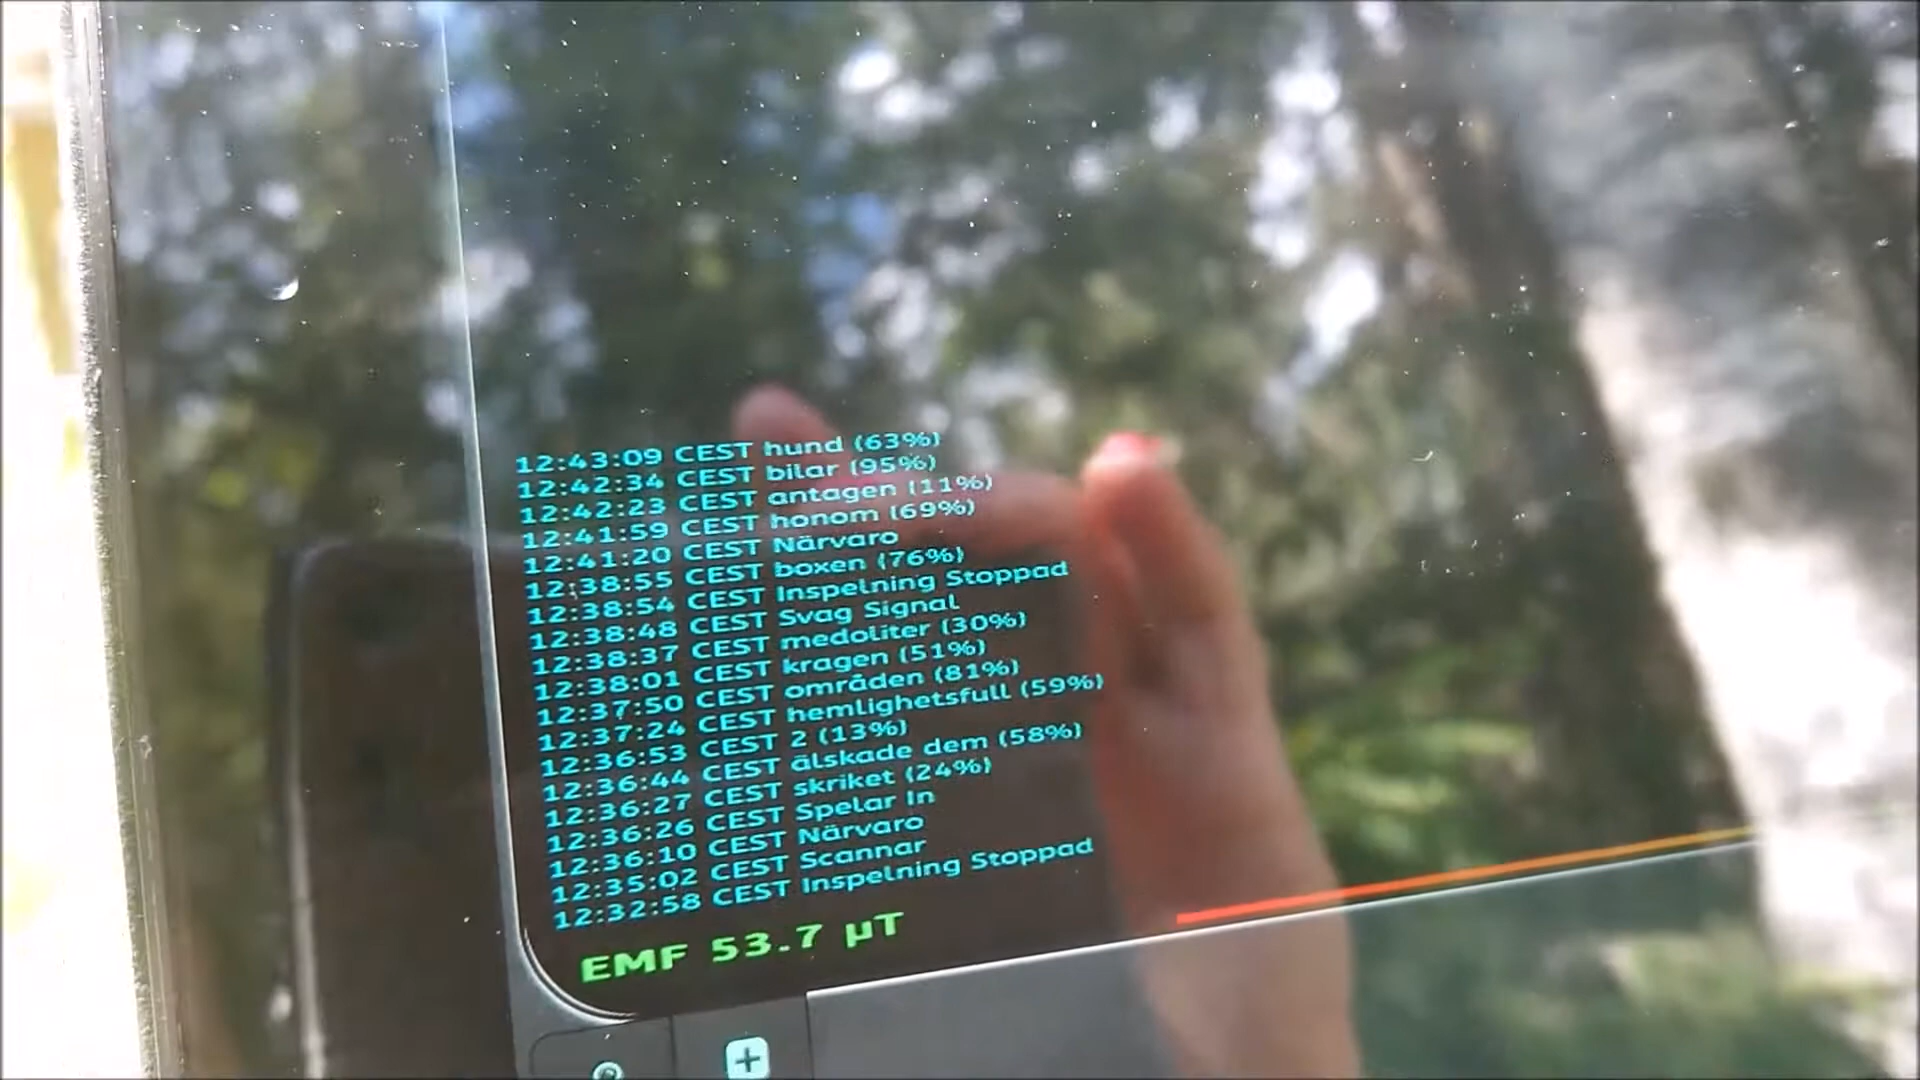 12:43:09 CEST hund (63%)
12:42:34 CEST bilar (95%)
12:42:23 CEST antagen (11%)
12:41:59 CEST honom (69%)
12:41:20 CEST Närvaro
12:38:55 CEST boxen (76%)
12:38:54 CEST Inspelning Stoppad
12:38:48 CEST Svag Signal
12:38:37 CEST medoliter (30%)
12:38:01 CEST kragen (51%)
12:37:50 CEST områden (81%)
12:37:24 CEST hemlighetsfull (59%)
12:36:53 CEST 2 (13%)
12:36:44 CEST älskade dem (58%)
12:36:27 CEST skriket (24%)
12:36:26 CEST Spelar In
12:36:10 CEST Närvaro
12:35:02 CEST Scannar
12:32:58 CEST Inspelning Stoppad
EMF 53.7 µT